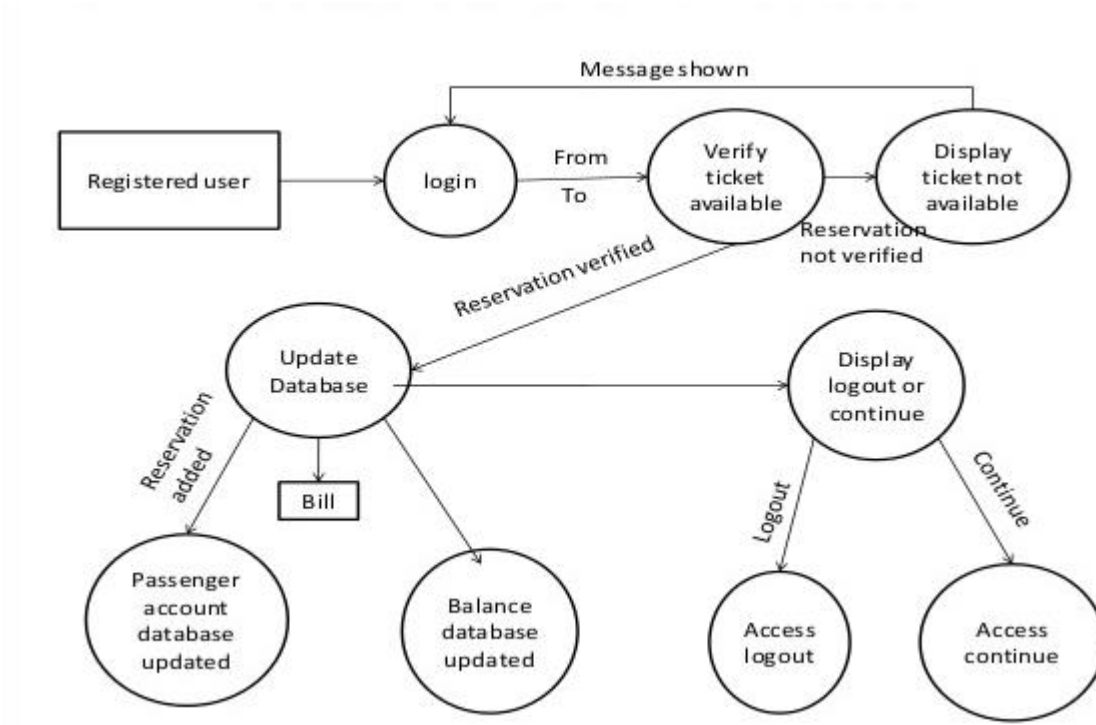 Message shown
Registered user
login
From
To
Verify
ticket
available
Display
ticket not
available
Reservation
not verified
Reservation verified
Update
Database
Display
logout or
continue
Reservation
added
Bill
Logout
Continue
Passenger
account
database
updated
Balance
database
updated
Access
logout
Access
continue